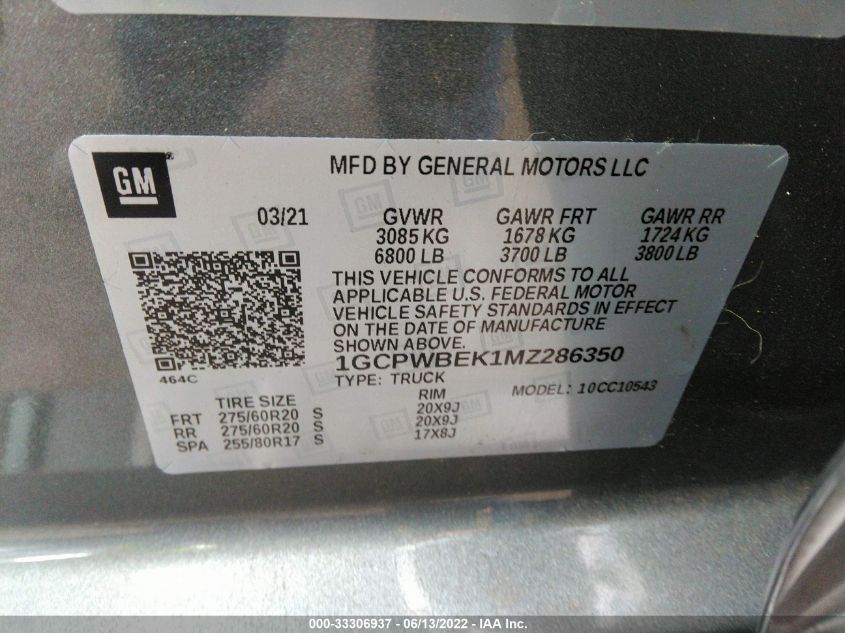 GM
MFD BY GENERAL MOTORS LLC
03/21 GVWR GAWR FRT GAWR RR
3085 KG 1678 KG 1724 KG
6800 LB 3700 LB 3800 LB
THIS VEHICLE CONFORMS TO ALL
APPLICABLE U.S. FEDERAL MOTOR
VEHICLE SAFETY STANDARDS IN EFFECT
ON THE DATE OF MANUFACTURE
SHOWN ABOVE.
1GCPWBEK1MZ286350
464C
TYPE: TRUCK MODEL: 10CC10543
TIRE SIZE RIM
FRT 275/60R20 S 20X9J
RR 275/60R20 S 20X9J
SPA 255/80R17 S 17X8J
000-33306937 - 06/13/2022 - IAA Inc.